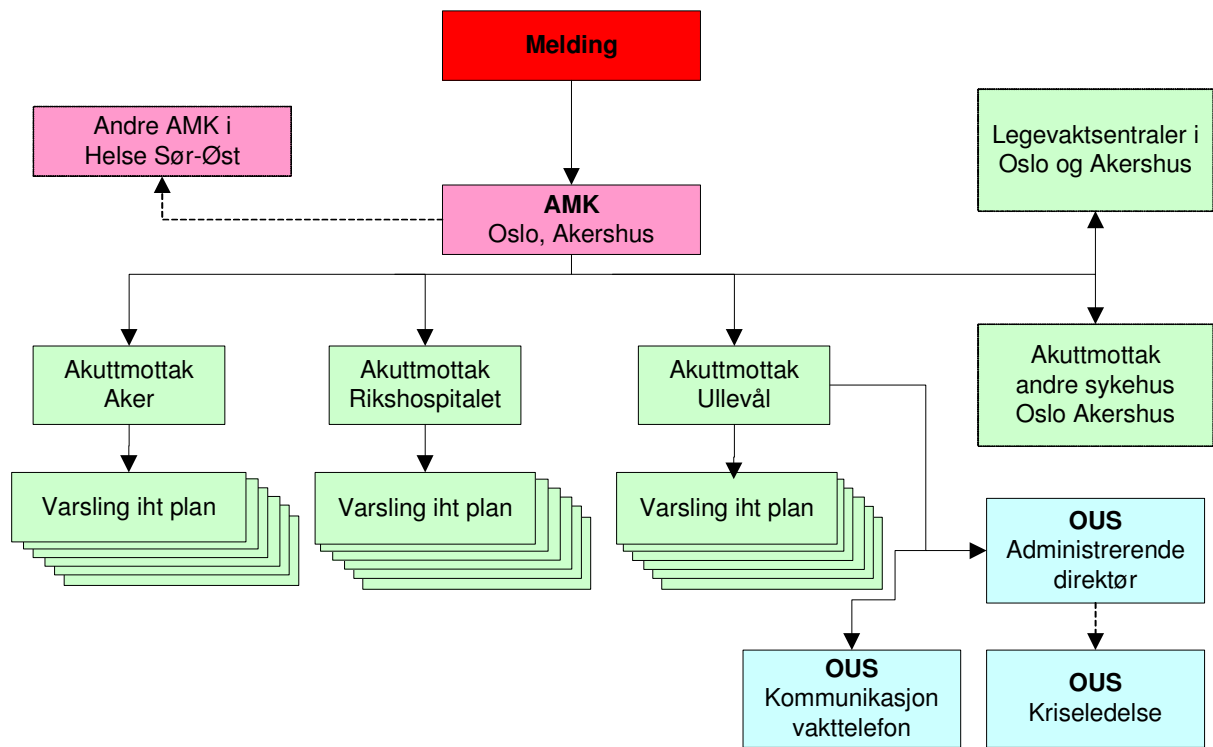 Melding
Andre AMK i
Helse Sør-Øst
Legevaktsentraler i
Oslo og Akershus
AMK
Oslo, Akershus
Akuttmottak
Aker
Akuttmottak
Rikshospitalet
Akuttmottak
Ullevål
Akuttmottak
andre sykehus
Oslo Akershus
Varsling iht plan
Varsling iht plan
Varsling iht plan
OUS
Administrerende
direktør
OUS
Kommunikasjon
vakttelefon
OUS
Kriseledelse